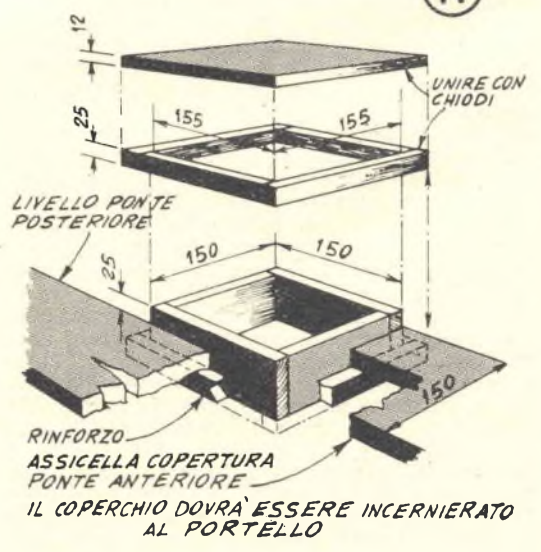 12
UNIRE CON
CHIODI
155
155
25
LIVELLO PONTE
POSTERIORE
150
150
25
150
RINFORZO
ASSICELLA COPERTURA
PONTE ANTERIORE
IL COPERCHIO DOVRA' ESSERE INCERNIERATO
AL PORTELLO